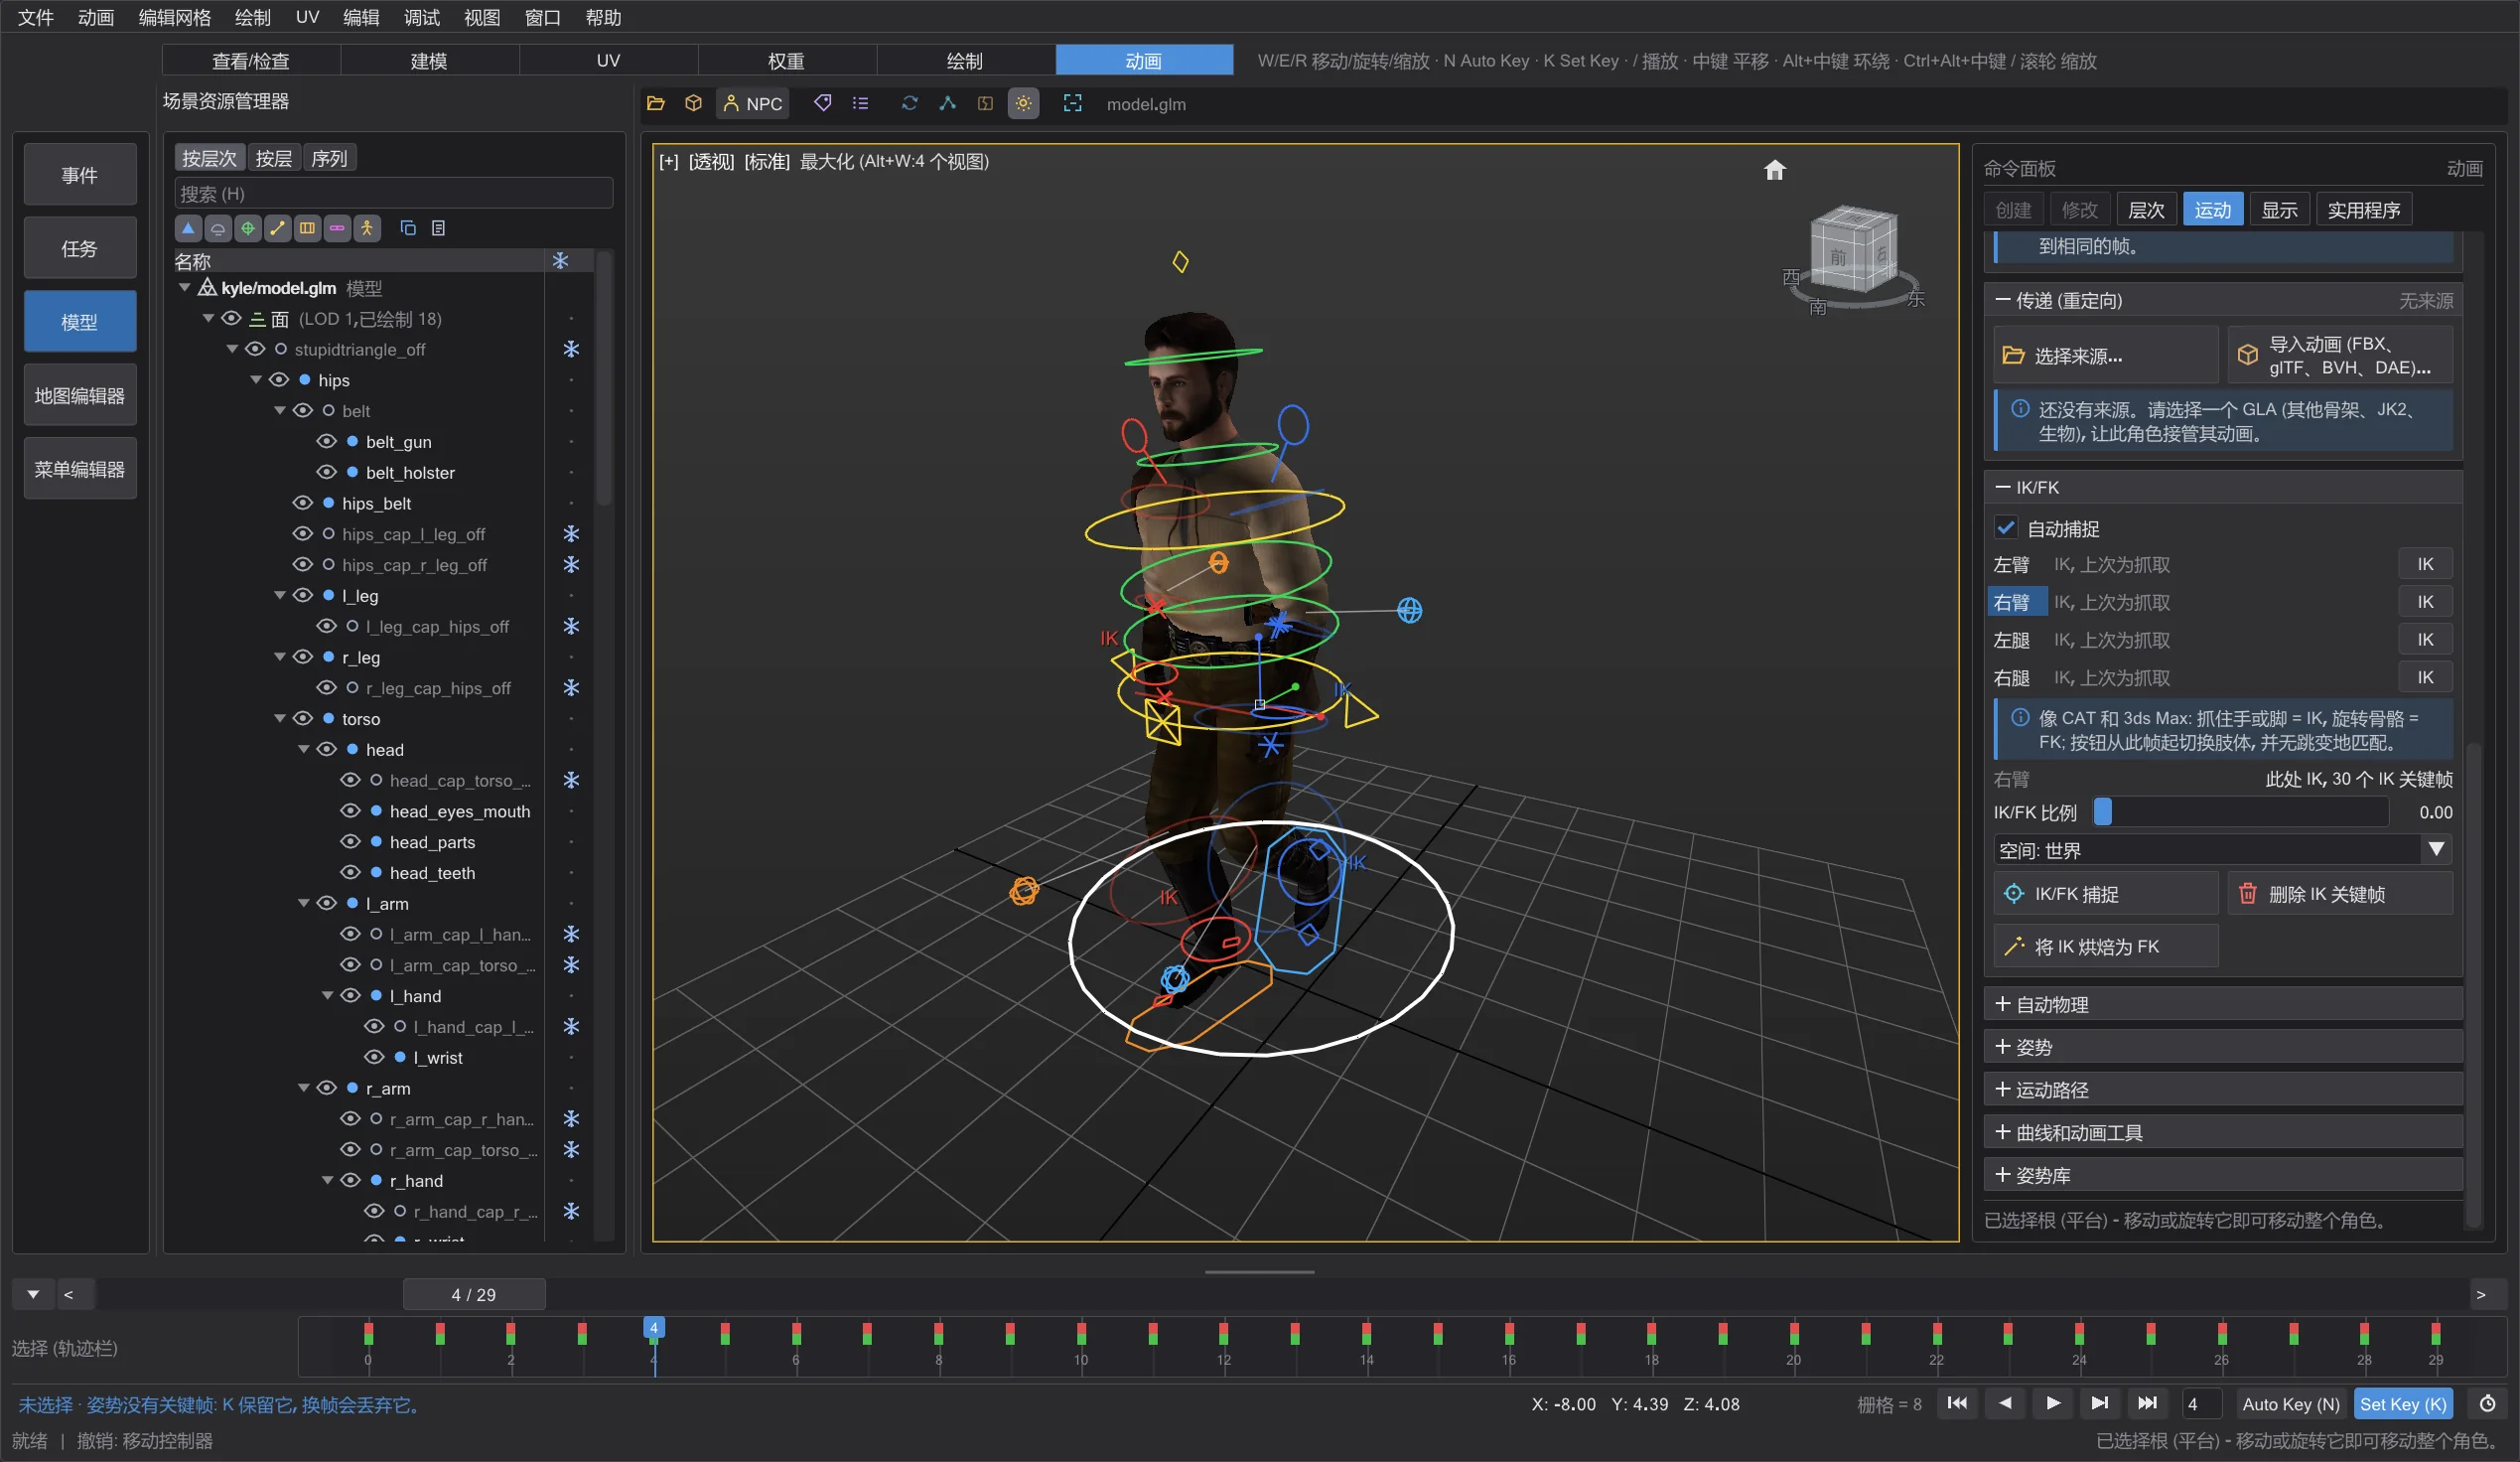 文件 动画 编辑网格 绘制 UV 编辑 调试 视图 窗口 帮助
查看/检查 建模 UV 权重 绘制 动画 W/E/R 移动/旋转/缩放 · N Auto Key · K Set Key · / 播放 · 中键 平移 · Alt+中键 环绕 · Ctrl+Alt+中键 / 滚轮 缩放
场景资源管理器
NPC model.glm
事件
任务
模型
地图编辑器
菜单编辑器
按层次 按层 序列
搜索 (H)
名称
kyle/model.glm 模型
面 (LOD 1,已绘制 18)
stupidtriangle_off
hips
belt
belt_gun
belt_holster
hips_belt
hips_cap_l_leg_off
hips_cap_r_leg_off
l_leg
l_leg_cap_hips_off
r_leg
r_leg_cap_hips_off
torso
head
head_cap_torso_...
head_eyes_mouth
head_parts
head_teeth
l_arm
l_arm_cap_l_han...
l_arm_cap_torso_...
l_hand
l_hand_cap_l_...
l_wrist
r_arm
r_arm_cap_r_han...
r_arm_cap_torso_...
r_hand
r_hand_cap_r_...
r_wrist
[+] [透视] [标准] 最大化 (Alt+W:4 个视图)
前 右
西 南 东
IK
IK
IK
IK
命令面板 动画
创建 修改 层次 运动 显示 实用程序
到相同的帧。
传递 (重定向) 无来源
选择来源...
导入动画 (FBX、
glTF、BVH、DAE)...
还没有来源。请选择一个 GLA (其他骨架、JK2、
生物), 让此角色接管其动画。
IK/FK
自动捕捉
左臂 IK, 上次为抓取 IK
右臂 IK, 上次为抓取 IK
左腿 IK, 上次为抓取 IK
右腿 IK, 上次为抓取 IK
像 CAT 和 3ds Max: 抓住手或脚 = IK, 旋转骨骼 =
FK; 按钮从此帧起切换肢体, 并无跳变地匹配。
右臂 此处 IK, 30 个 IK 关键帧
IK/FK 比例 0.00
空间: 世界
IK/FK 捕捉 删除 IK 关键帧
将 IK 烘焙为 FK
自动物理
姿势
运动路径
曲线和动画工具
姿势库
已选择根 (平台) - 移动或旋转它即可移动整个角色。
< 4 / 29 >
选择 (轨迹栏)
4
0 2 4 6 8 10 12 14 16 18 20 22 24 26 28 29
未选择 · 姿势没有关键帧: K 保留它, 换帧会丢弃它。
X: -8.00 Y: 4.39 Z: 4.08 栅格 = 8 4 Auto Key (N) Set Key (K)
就绪 | 撤销: 移动控制器 已选择根 (平台) - 移动或旋转它即可移动整个角色。